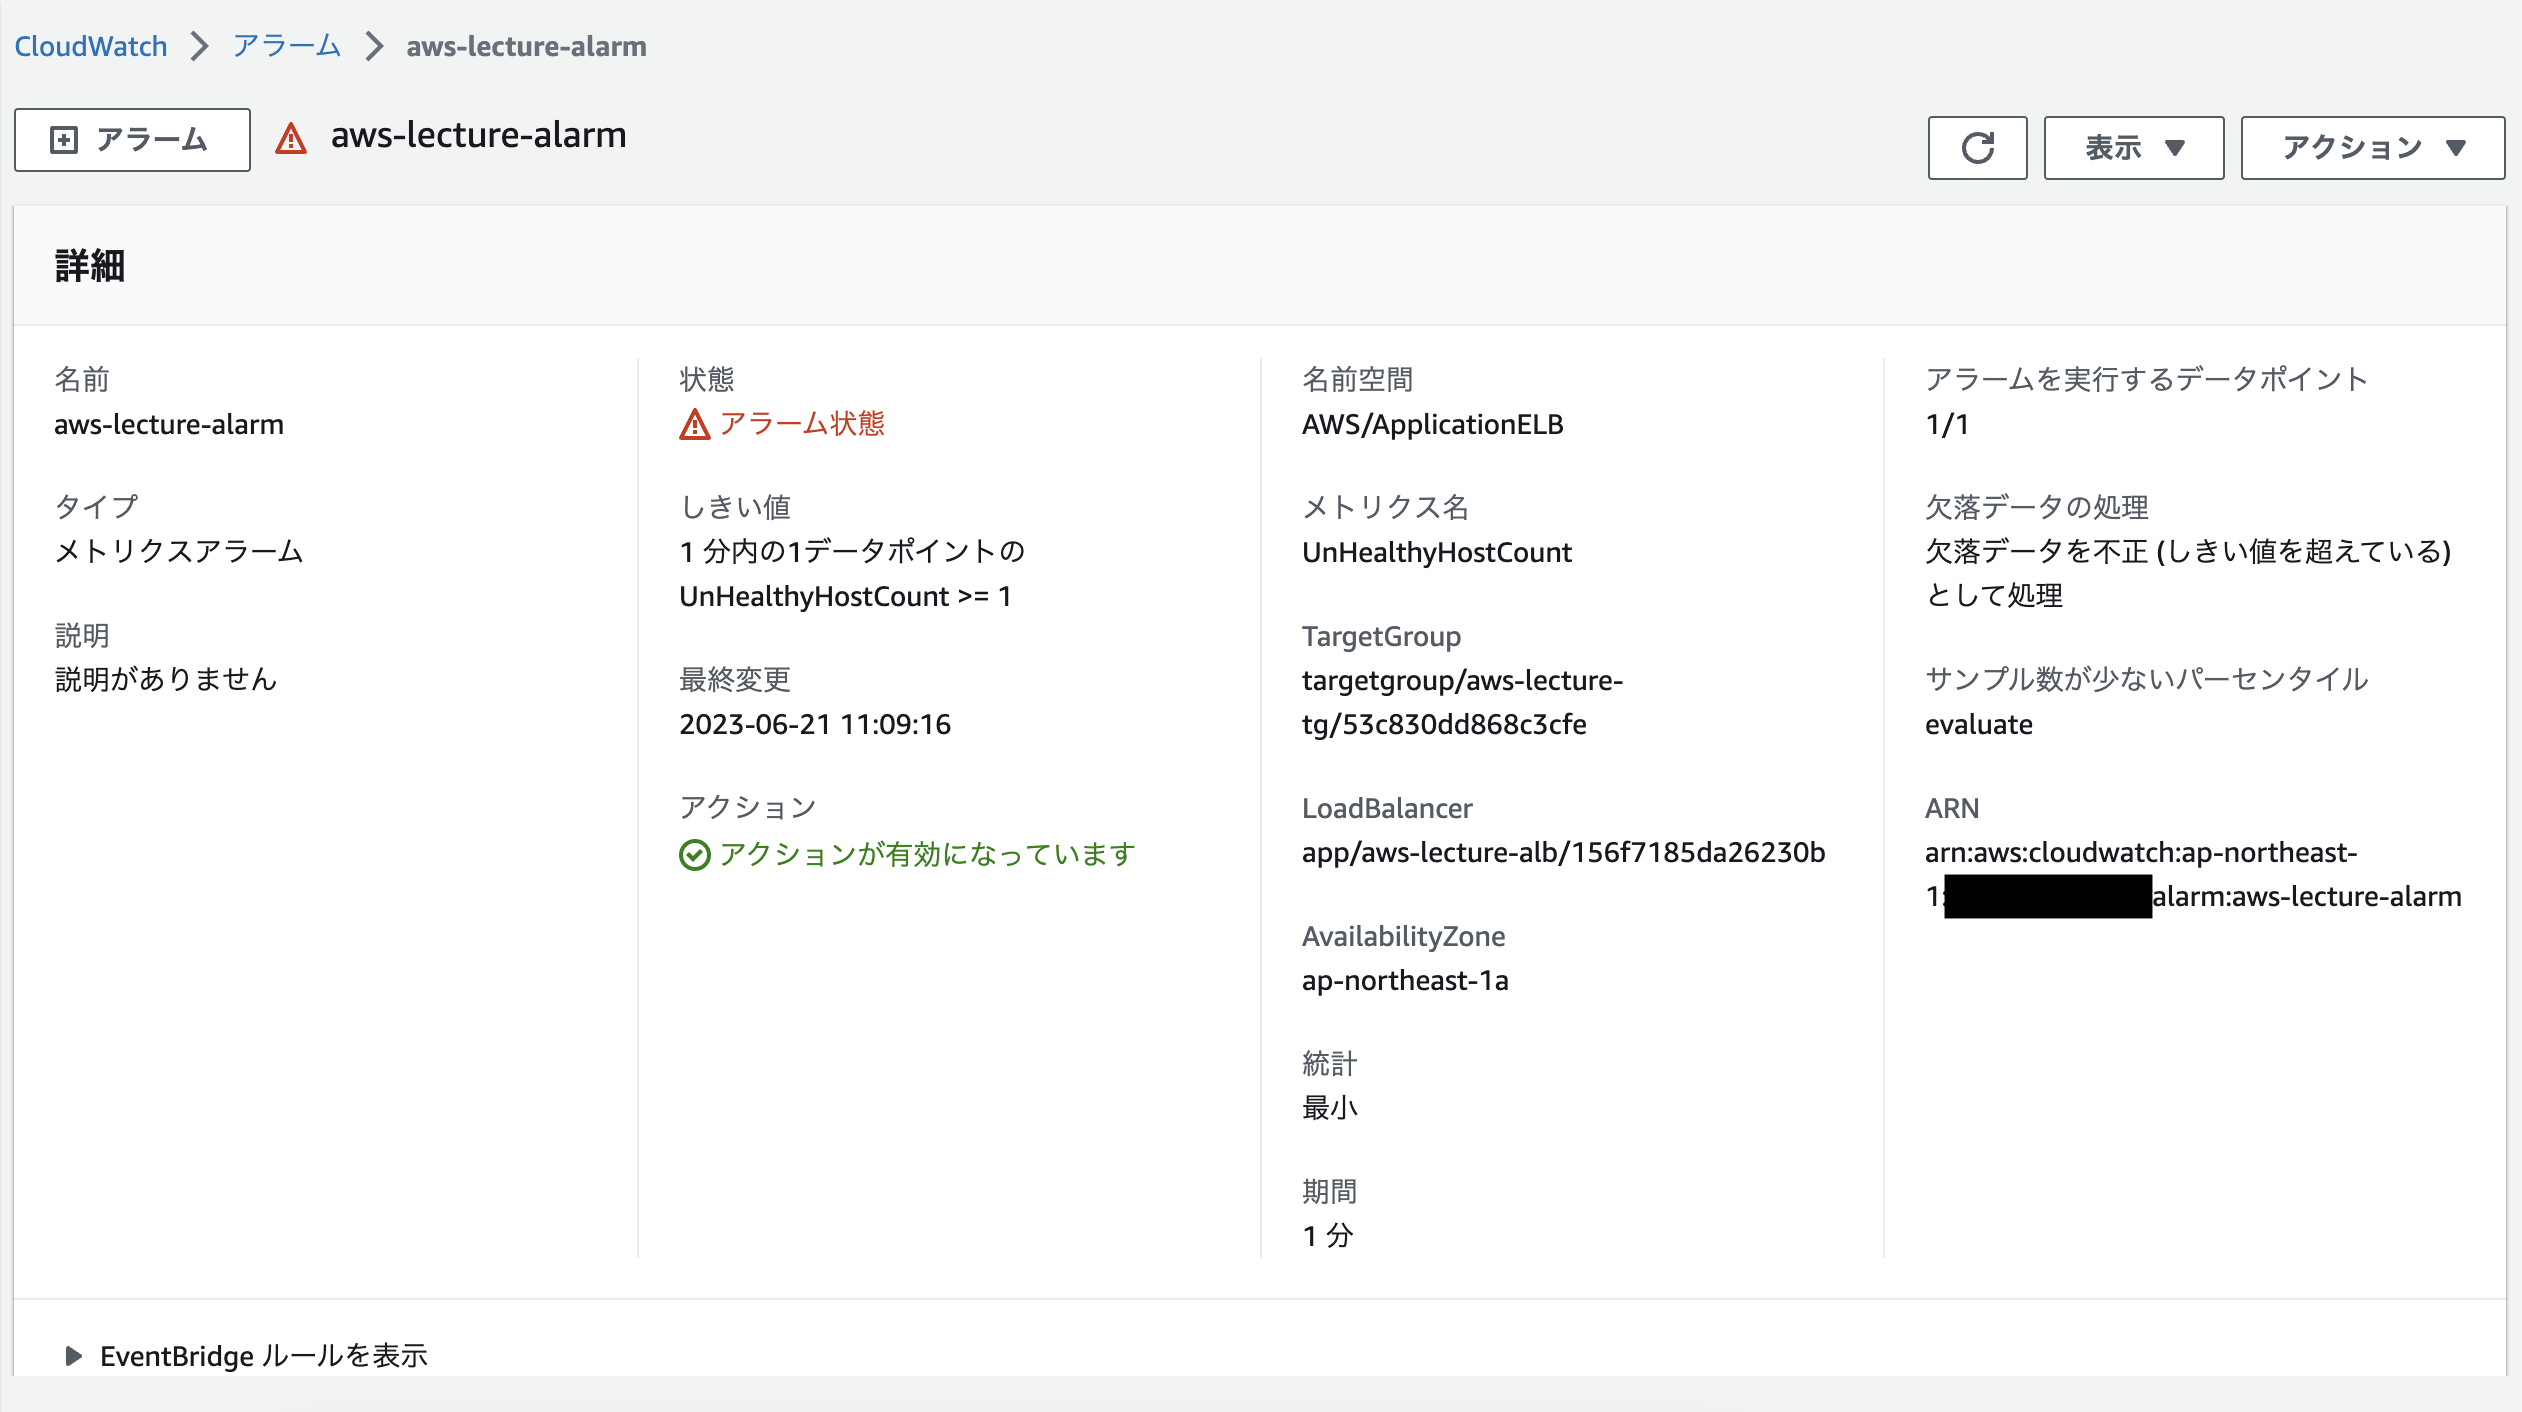 CloudWatch > アラーム > aws-lecture-alarm
アラーム
aws-lecture-alarm
表示 ▼
アクション ▼
詳細
名前
aws-lecture-alarm
タイプ
メトリクスアラーム
説明
説明がありません
状態
アラーム状態
しきい値
1 分内の1データポイントの
UnHealthyHostCount >= 1
最終変更
2023-06-21 11:09:16
アクション
アクションが有効になっています
名前空間
AWS/ApplicationELB
メトリクス名
UnHealthyHostCount
TargetGroup
targetgroup/aws-lecture-
tg/53c830dd868c3cfe
LoadBalancer
app/aws-lecture-alb/156f7185da26230b
AvailabilityZone
ap-northeast-1a
統計
最小
期間
1 分
アラームを実行するデータポイント
1/1
欠落データの処理
欠落データを不正 (しきい値を超えている)
として処理
サンプル数が少ないパーセンタイル
evaluate
ARN
arn:aws:cloudwatch:ap-northeast-
1: alarm:aws-lecture-alarm
EventBridge ルールを表示